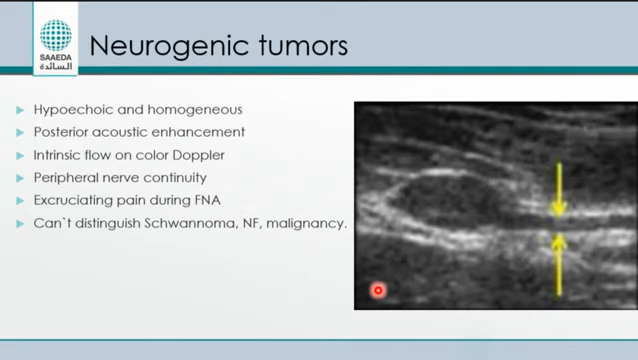 SAAEDA
السائدة
Neurogenic tumors
Hypoechoic and homogeneous
Posterior acoustic enhancement
Intrinsic flow on color Doppler
Peripheral nerve continuity
Excruciating pain during FNA
Can`t distinguish Schwannoma, NF, malignancy.